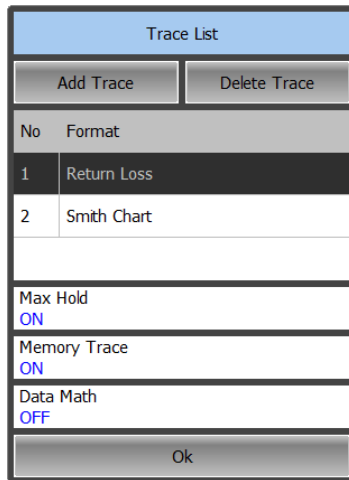 Trace List
Add Trace Delete Trace
No Format
1 Return Loss
2 Smith Chart
Max Hold
ON
Memory Trace
ON
Data Math
OFF
Ok